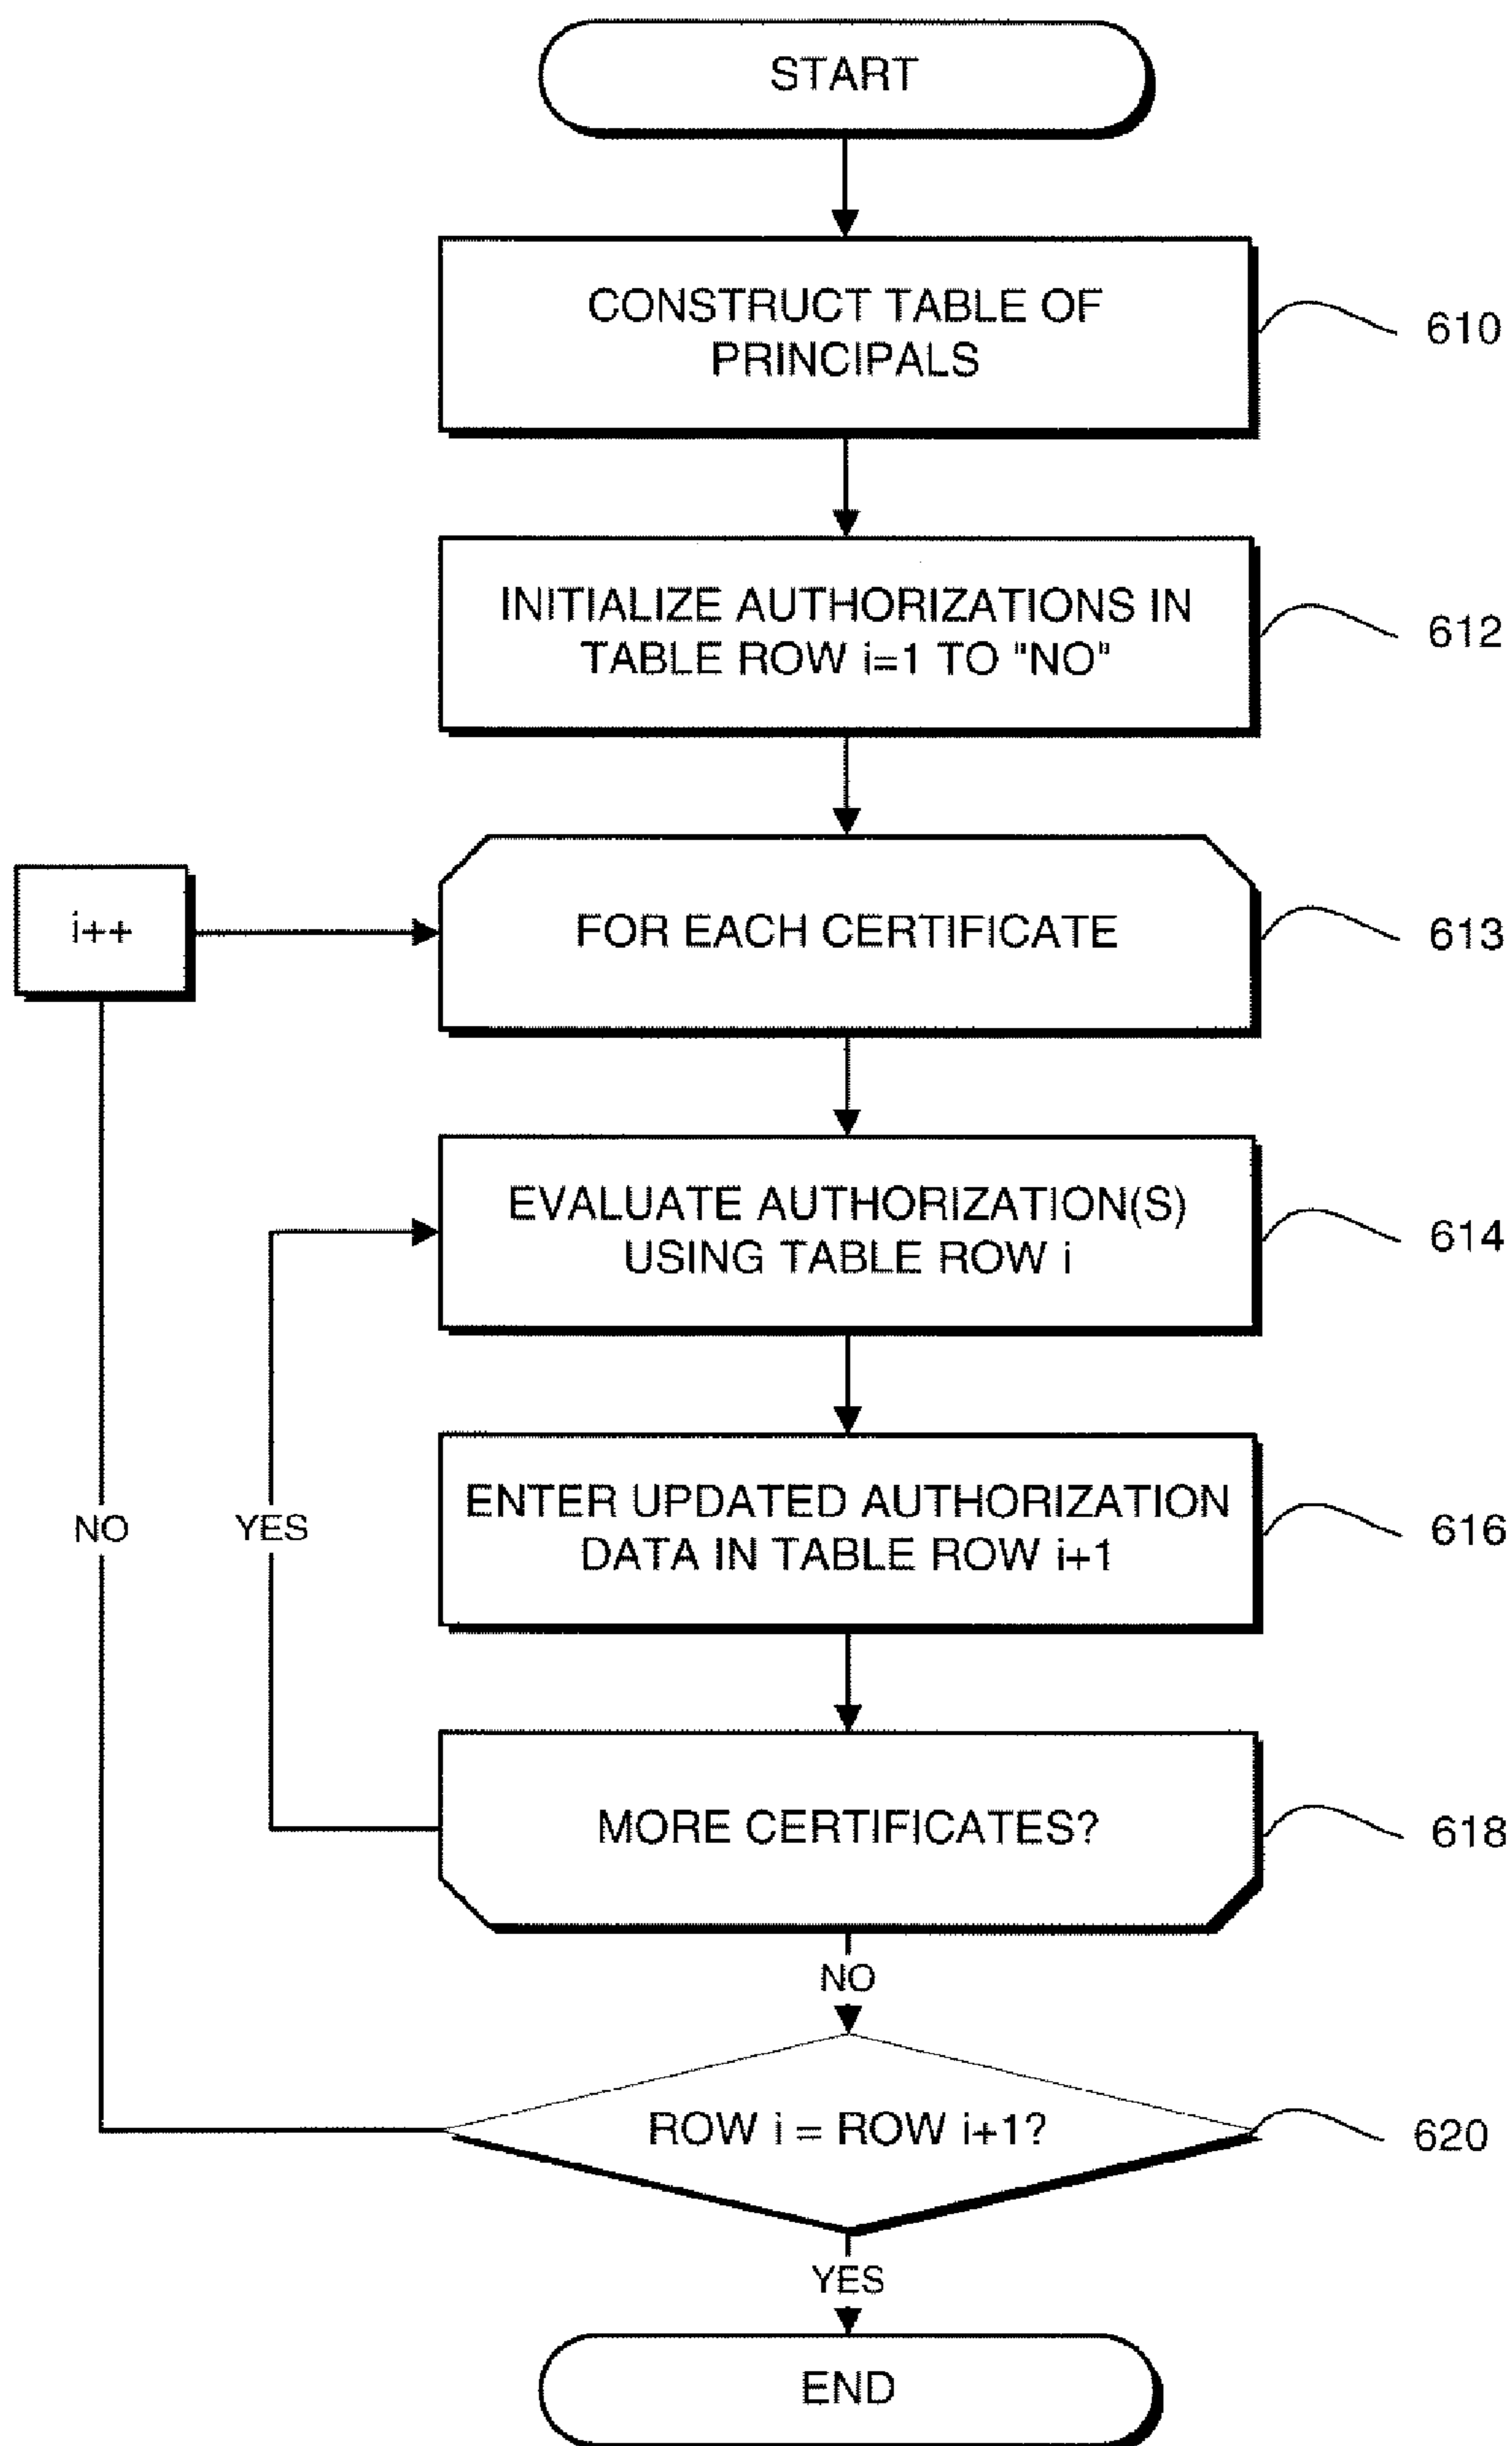 START
CONSTRUCT TABLE OF
PRINCIPALS
610
INITIALIZE AUTHORIZATIONS IN
TABLE ROW i=1 TO "NO"
612
i++
FOR EACH CERTIFICATE
613
EVALUATE AUTHORIZATION(S)
USING TABLE ROW i
614
NO
YES
ENTER UPDATED AUTHORIZATION
DATA IN TABLE ROW i+1
616
MORE CERTIFICATES?
618
NO
ROW i = ROW i+1?
620
YES
END